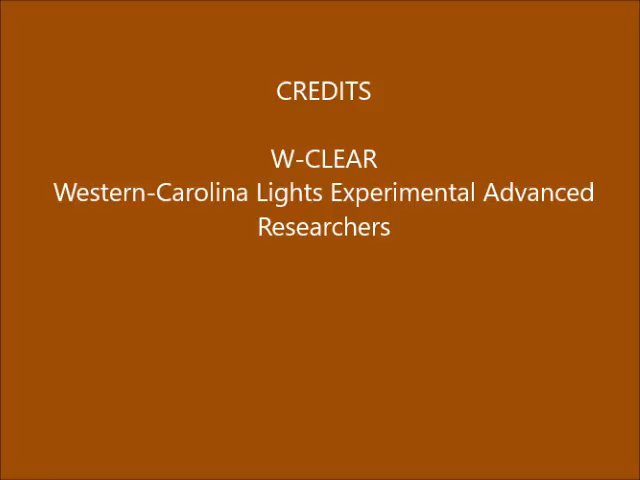 CREDITS
W-CLEAR
Western-Carolina Lights Experimental Advanced
Researchers